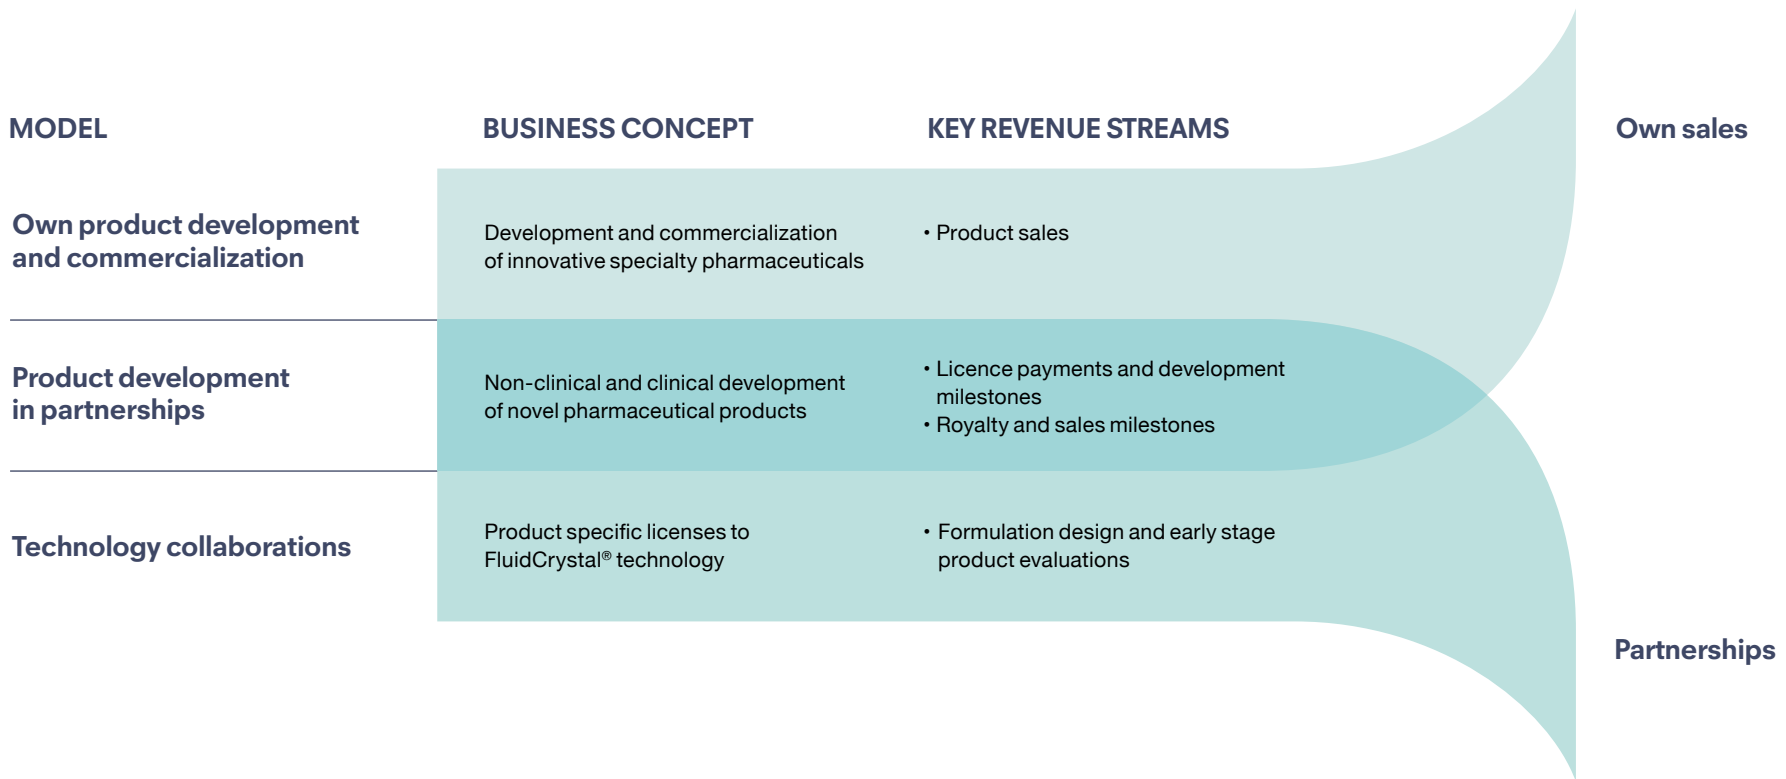 MODEL
BUSINESS CONCEPT
KEY REVENUE STREAMS
Own sales
Own product development
and commercialization
Development and commercialization
of innovative specialty pharmaceuticals
• Product sales
Product development
in partnerships
Non-clinical and clinical development
of novel pharmaceutical products
• Licence payments and development
milestones
• Royalty and sales milestones
Technology collaborations
Product specific licenses to
FluidCrystal® technology
• Formulation design and early stage
product evaluations
Partnerships